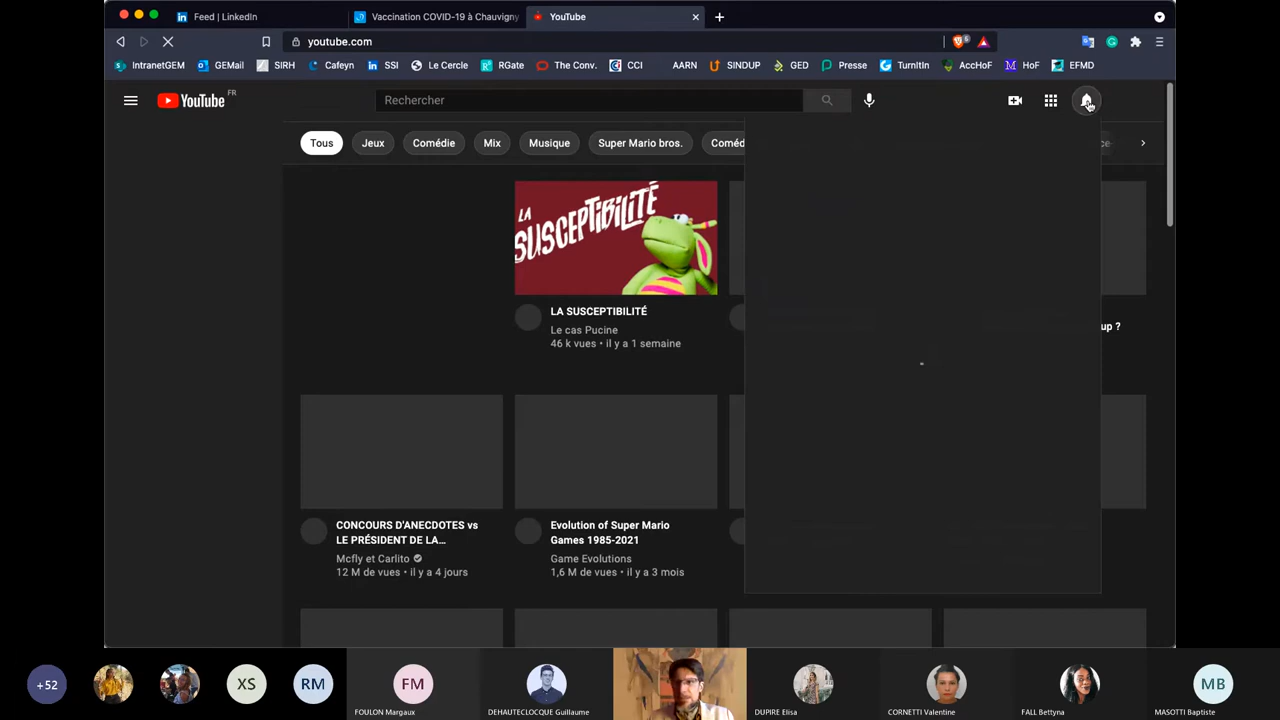 Feed | LinkedIn
Vaccination COVID-19 à Chauvigny
YouTube
youtube.com
5
IntranetGEM
GEMail
SIRH
Cafeyn
SSI
Le Cercle
RGate
The Conv.
CCI
AARN
SINDUP
GED
Presse
TurnItIn
AccHoF
HoF
EFMD
YouTube FR
Rechercher
Tous
Jeux
Comédie
Mix
Musique
Super Mario bros.
Coméd
ce
LA SUSCEPTIBILITÉ
LA SUSCEPTIBILITÉ
Le cas Pucine
46 k vues • il y a 1 semaine
up ?
CONCOURS D'ANECDOTES vs
LE PRÉSIDENT DE LA...
Mcfly et Carlito
12 M de vues • il y a 4 jours
Evolution of Super Mario
Games 1985-2021
Game Evolutions
1,6 M de vues • il y a 3 mois
+52
XS
RM
FM
FOULON Margaux
DEHAUTECLOCQUE Guillaume
DUPIRE Elisa
CORNETTI Valentine
FALL Bettyna
MB
MASOTTI Baptiste